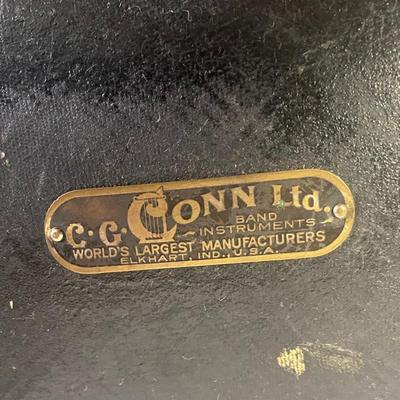 C. G. CONN Ltd.
BAND
INSTRUMENTS
WORLD'S LARGEST MANUFACTURERS
ELKHART, IND., U.S.A.